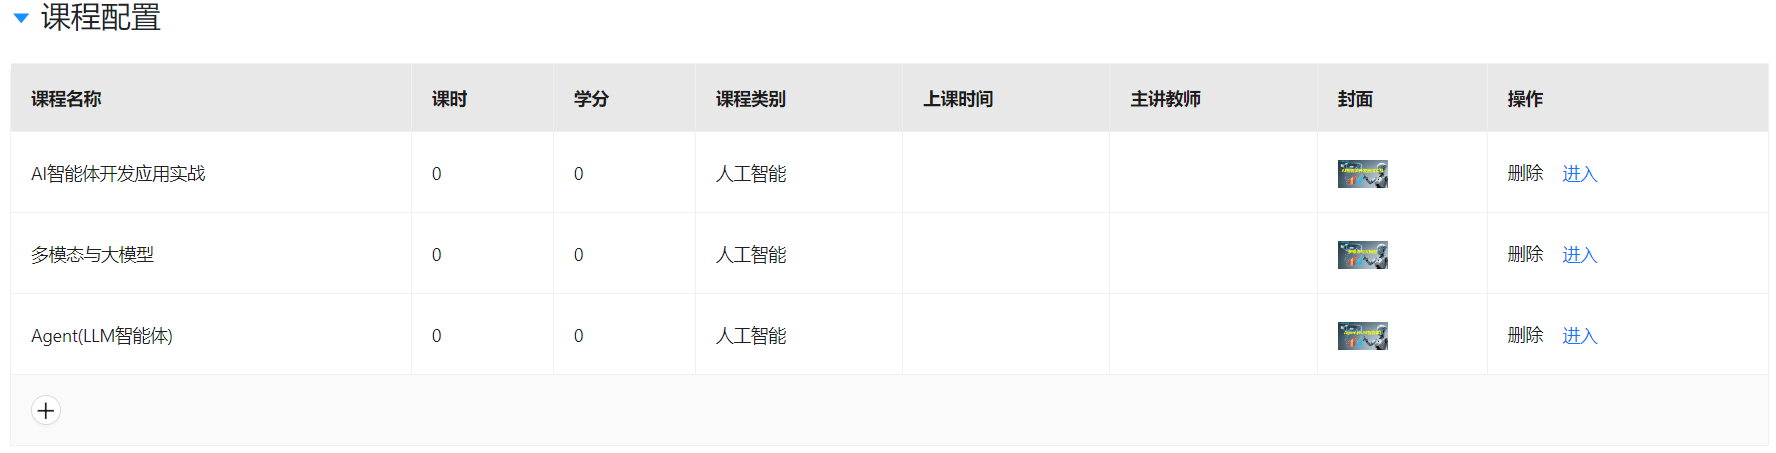 课程配置
课程名称 课时 学分 课程类别 上课时间 主讲教师 封面 操作
AI智能体开发应用实战 0 0 人工智能 删除 进入
多模态与大模型 0 0 人工智能 删除 进入
Agent(LLM智能体) 0 0 人工智能 删除 进入